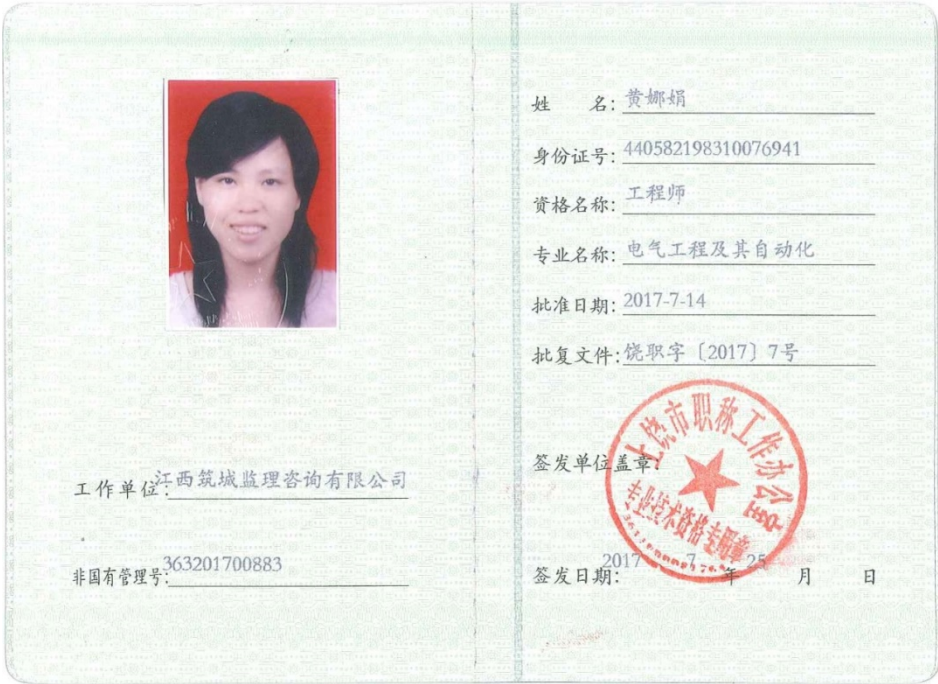 姓 名: 黄娜娟
身份证号: 440582198310076941
资格名称: 工程师
专业名称: 电气工程及其自动化
批准日期: 2017-7-14
批复文件: 饶职字〔2017〕7号
签发单位盖章:
上饶市职称工作办公室
专业技术资格专用章
签发日期: 2017 年 7 月 25 日
工作单位: 江西筑城监理咨询有限公司
非国有管理号: 363201700883